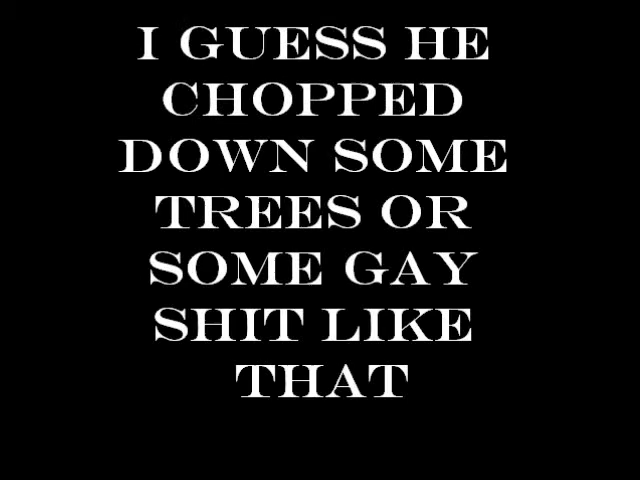 I GUESS HE
CHOPPED
DOWN SOME
TREES OR
SOME GAY
SHIT LIKE
THAT